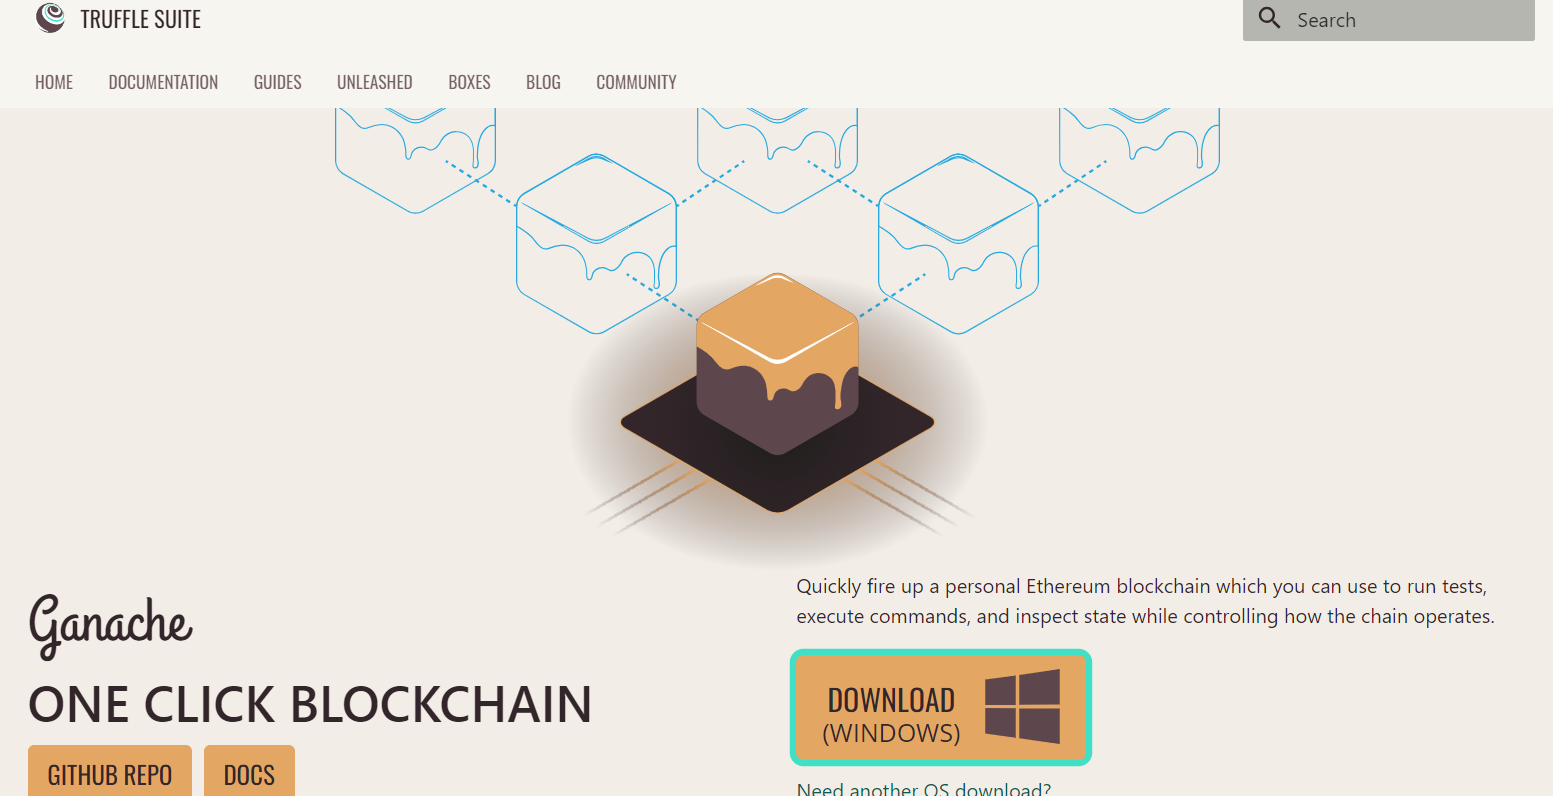 TRUFFLE SUITE
Search
HOME DOCUMENTATION GUIDES UNLEASHED BOXES BLOG COMMUNITY
Ganache
ONE CLICK BLOCKCHAIN
GITHUB REPO DOCS
Quickly fire up a personal Ethereum blockchain which you can use to run tests,
execute commands, and inspect state while controlling how the chain operates.
DOWNLOAD
(WINDOWS)
Need another OS download?